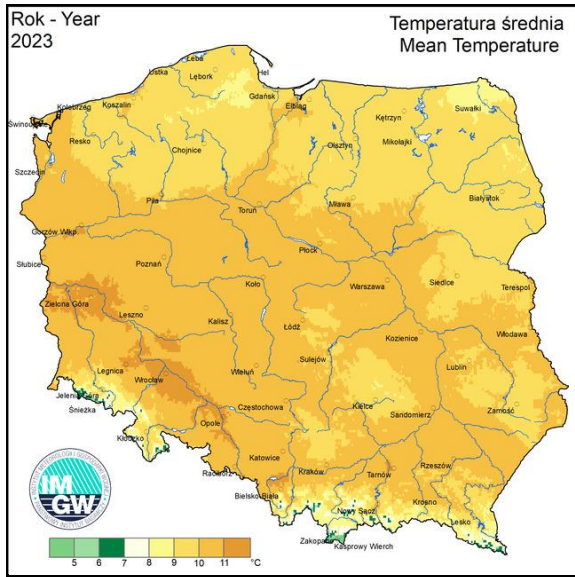 Rok - Year
2023
Temperatura średnia
Mean Temperature
Łeba
Ustka
Lębork
Hel
Gdańsk
Kołobrzeg
Koszalin
Elbląg
Suwałki
Kętrzyn
Resko
Chojnice
Olsztyn
Mikołajki
Szczecin
Piła
Toruń
Mława
Białystok
Gorzów Wlkp.
Płock
Słubice
Poznań
Koło
Warszawa
Siedlce
Terespol
Zielona Góra
Leszno
Kalisz
Łódź
Kozienice
Włodawa
Legnica
Wrocław
Wieluń
Sulejów
Lublin
Jelenia Góra
Śnieżka
Opole
Częstochowa
Kielce
Sandomierz
Zamość
Kłodzko
Racibórz
Katowice
Kraków
Tarnów
Rzeszów
Bielsko-Biała
Nowy Sącz
Krosno
Lesko
Zakopane
Kasprowy Wierch
IM
GW
5 6 7 8 9 10 11 °C